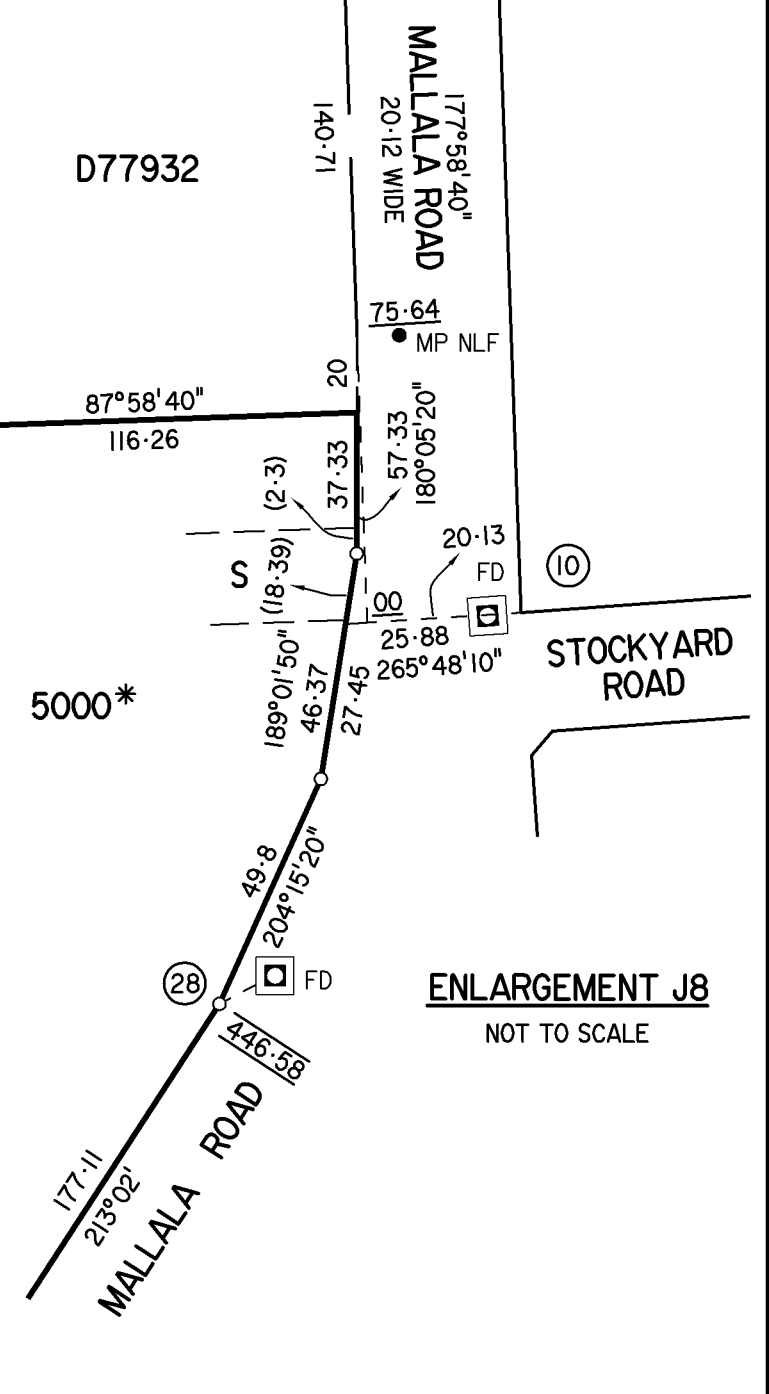 MALLALA ROAD
177°58'40"
20·12 WIDE
140·71
D77932
75·64
MP NLF
20
87°58'40"
116·26
(2·3)
37·33
57·33
180°05'20"
20·13
FD
10
S
(18·39)
00
25·88
265°48'10"
STOCKYARD
ROAD
5000*
189°01'50"
46·37
27·45
49·8
204°15'20"
28
FD
446·58
ENLARGEMENT J8
NOT TO SCALE
177·11
213°02'
MALLALA ROAD